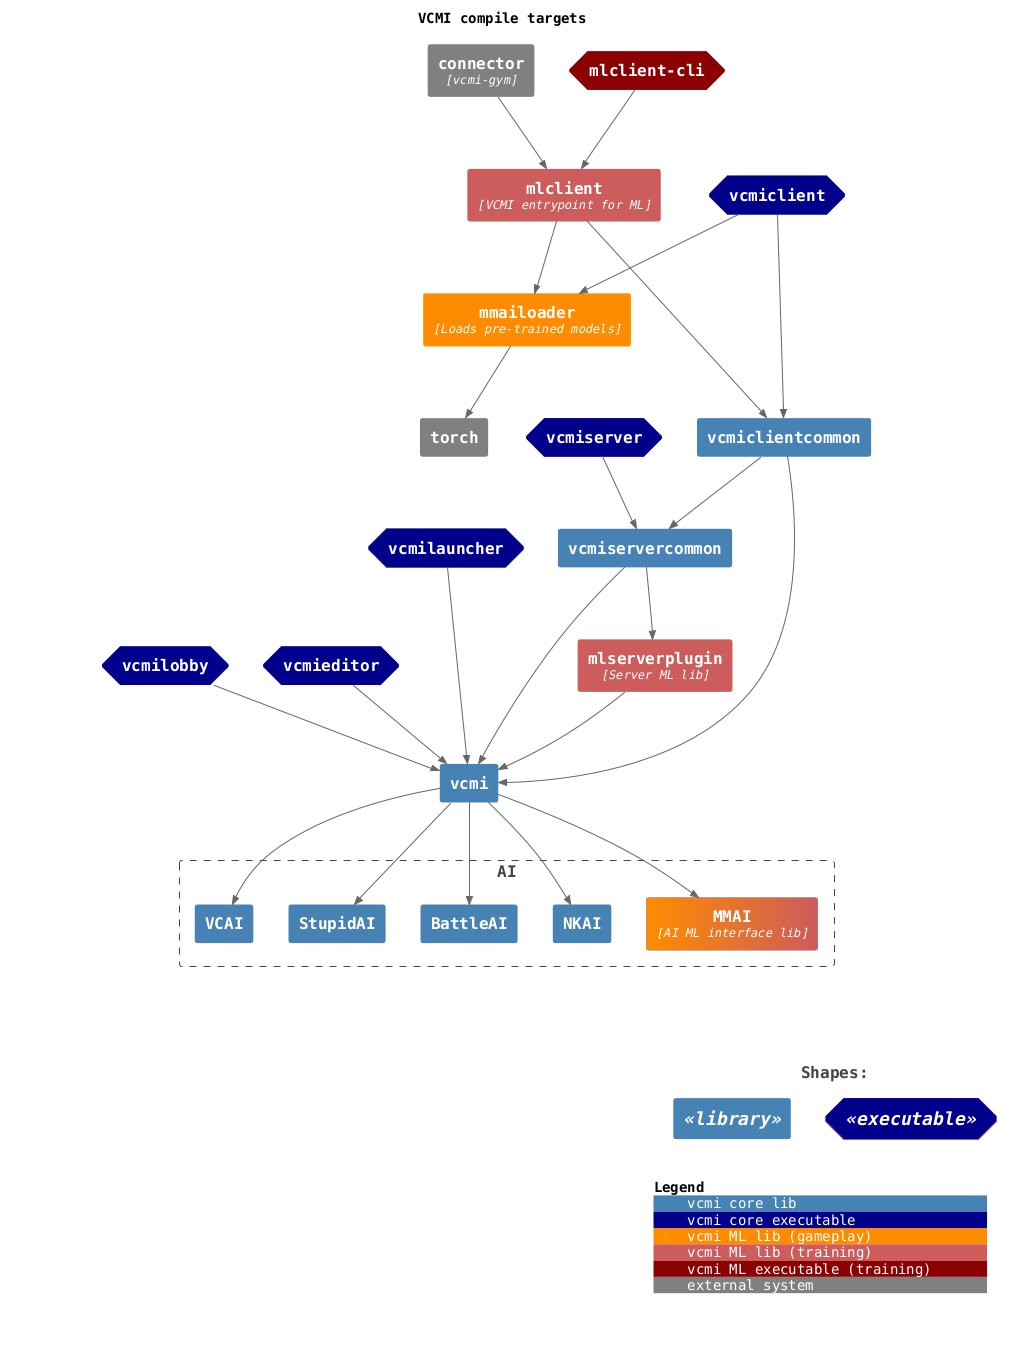 VCMI compile targets
connector
[vcmi-gym]
mlclient-cli
mlclient
[VCMI entrypoint for ML]
vcmiclient
mmailoader
[Loads pre-trained models]
torch
vcmiserver
vcmiclientcommon
vcmilauncher
vcmiservercommon
vcmilobby
vcmieditor
mlserverplugin
[Server ML lib]
vcmi
AI
VCAI
StupidAI
BattleAI
NKAI
MMAI
[AI ML interface lib]
Shapes:
«library»
«executable»
Legend
vcmi core lib
vcmi core executable
vcmi ML lib (gameplay)
vcmi ML lib (training)
vcmi ML executable (training)
external system